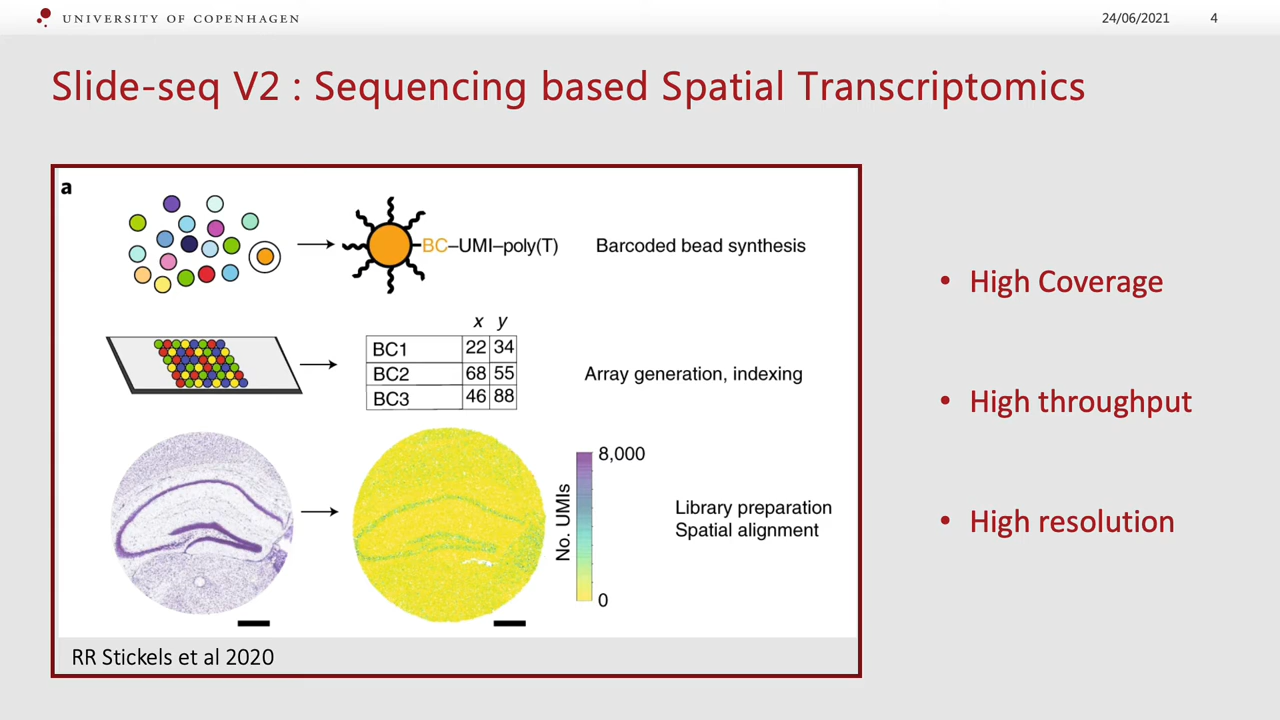 UNIVERSITY OF COPENHAGEN
24/06/2021 4
Slide-seq V2 : Sequencing based Spatial Transcriptomics
a
BC–UMI–poly(T)
Barcoded bead synthesis
x y
BC1 22 34
BC2 68 55
BC3 46 88
Array generation, indexing
8,000
No. UMIs
0
Library preparation
Spatial alignment
RR Stickels et al 2020
• High Coverage
• High throughput
• High resolution